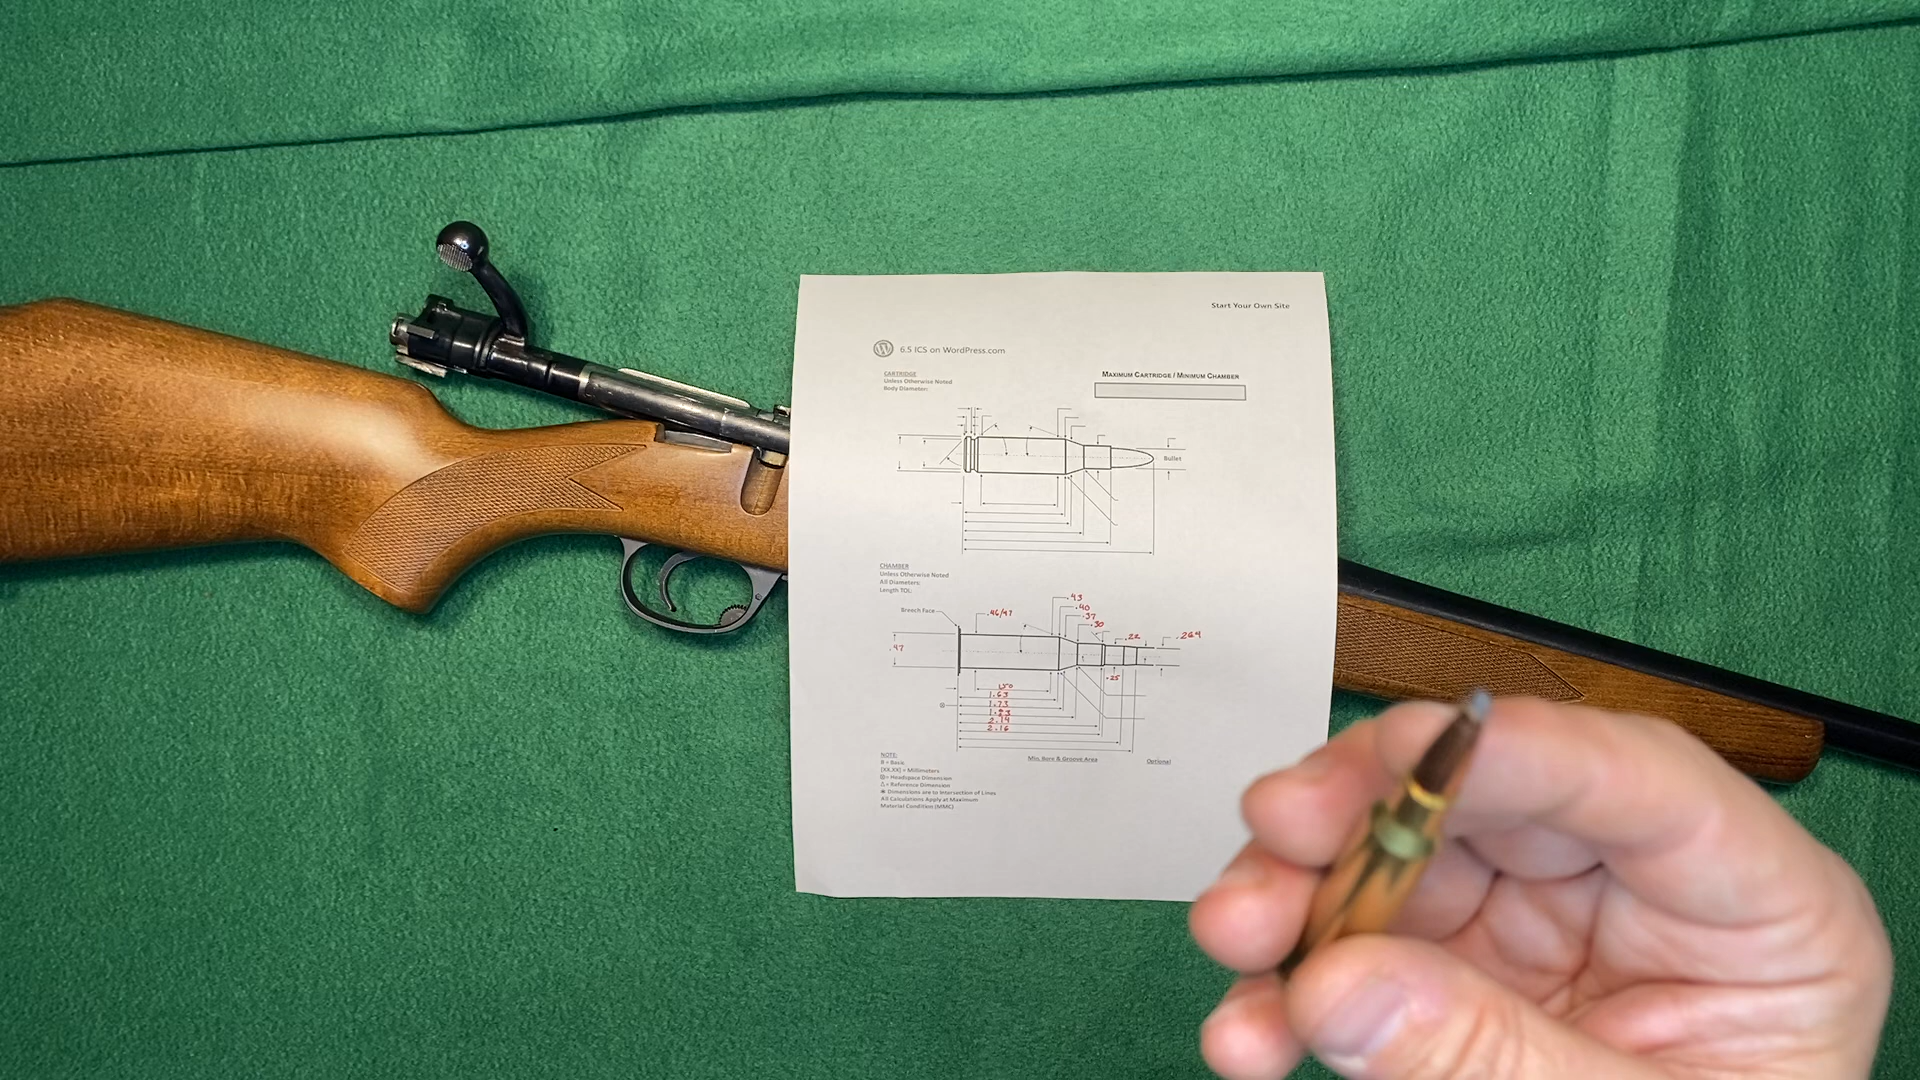 Start Your Own Site
6.5 ICS on WordPress.com
CARTRIDGE
Unless Otherwise Noted
Body Diameter:
MAXIMUM CARTRIDGE / MINIMUM CHAMBER
Bullet
CHAMBER
Unless Otherwise Noted
All Diameters:
Length TOL:
.43
.40
.37
.30
Breech Face
.46/47
.22
.264
.47
.25
1.63
1.73
2.14
2.16
NOTE:
B = Basic
(XX.XX) = Millimeters
= Headspace Dimension
△ = Reference Dimension
✱ Dimensions are to Intersection of Lines
All Calculations Apply at Maximum
Material Condition (MMC)
Min. Bore & Groove Area
Optional